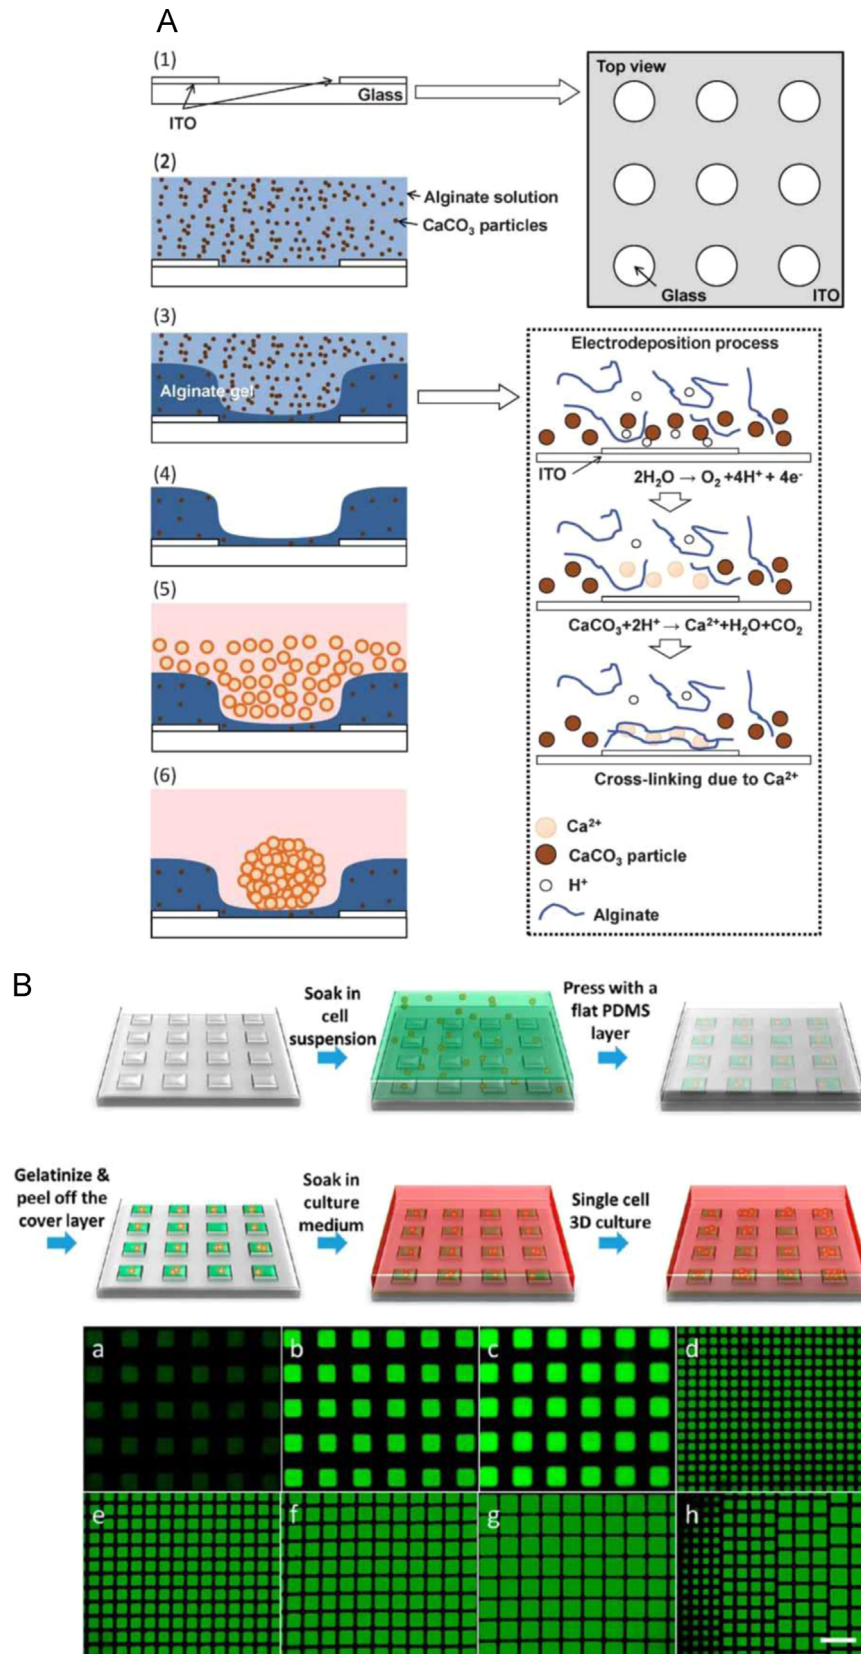 A
(1)
Glass
ITO
Top view
Glass
ITO
(2)
Alginate solution
CaCO₃ particles
(3)
Alginate gel
Electrodeposition process
ITO
2H₂O → O₂ +4H⁺ + 4e⁻
CaCO₃+2H⁺ → Ca²⁺+H₂O+CO₂
Cross-linking due to Ca²⁺
Ca²⁺
CaCO₃ particle
H⁺
Alginate
(4)
(5)
(6)
B
Soak in
cell
suspension
Press with a
flat PDMS
layer
Gelatinize &
peel off the
cover layer
Soak in
culture
medium
Single cell
3D culture
a
b
c
d
e
f
g
h